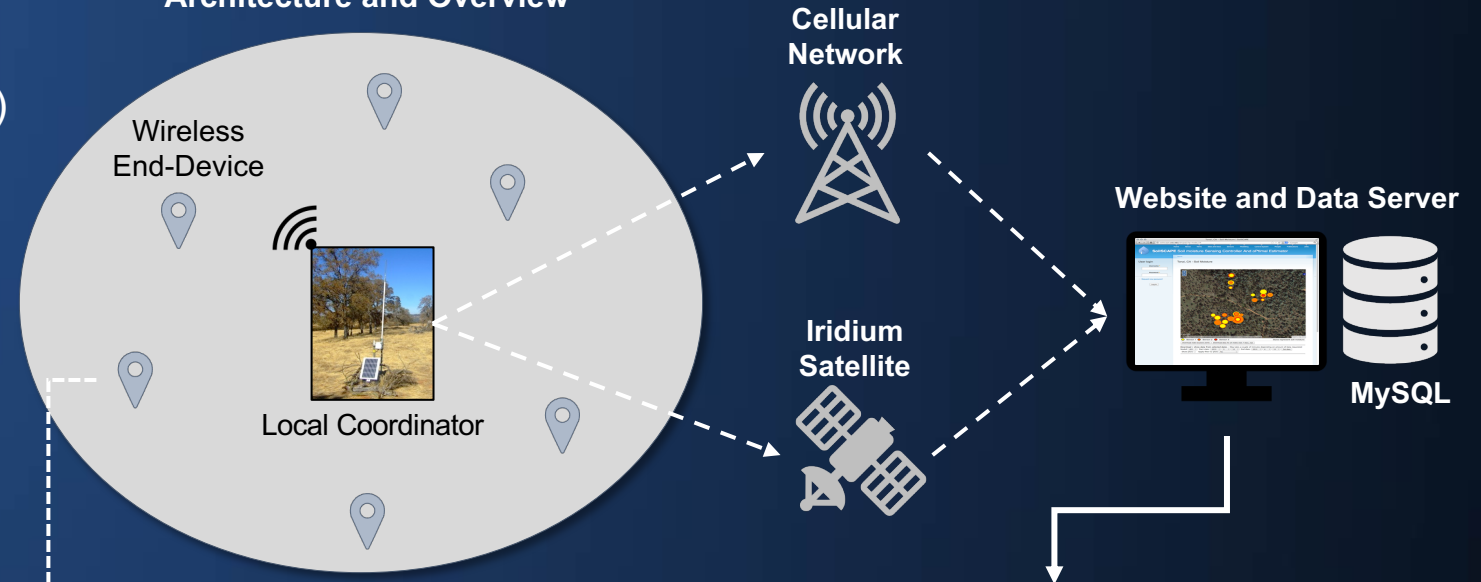 Architecture and Overview
Cellular
Network
Wireless
End-Device
Website and Data Server
Iridium
Satellite
MySQL
Local Coordinator